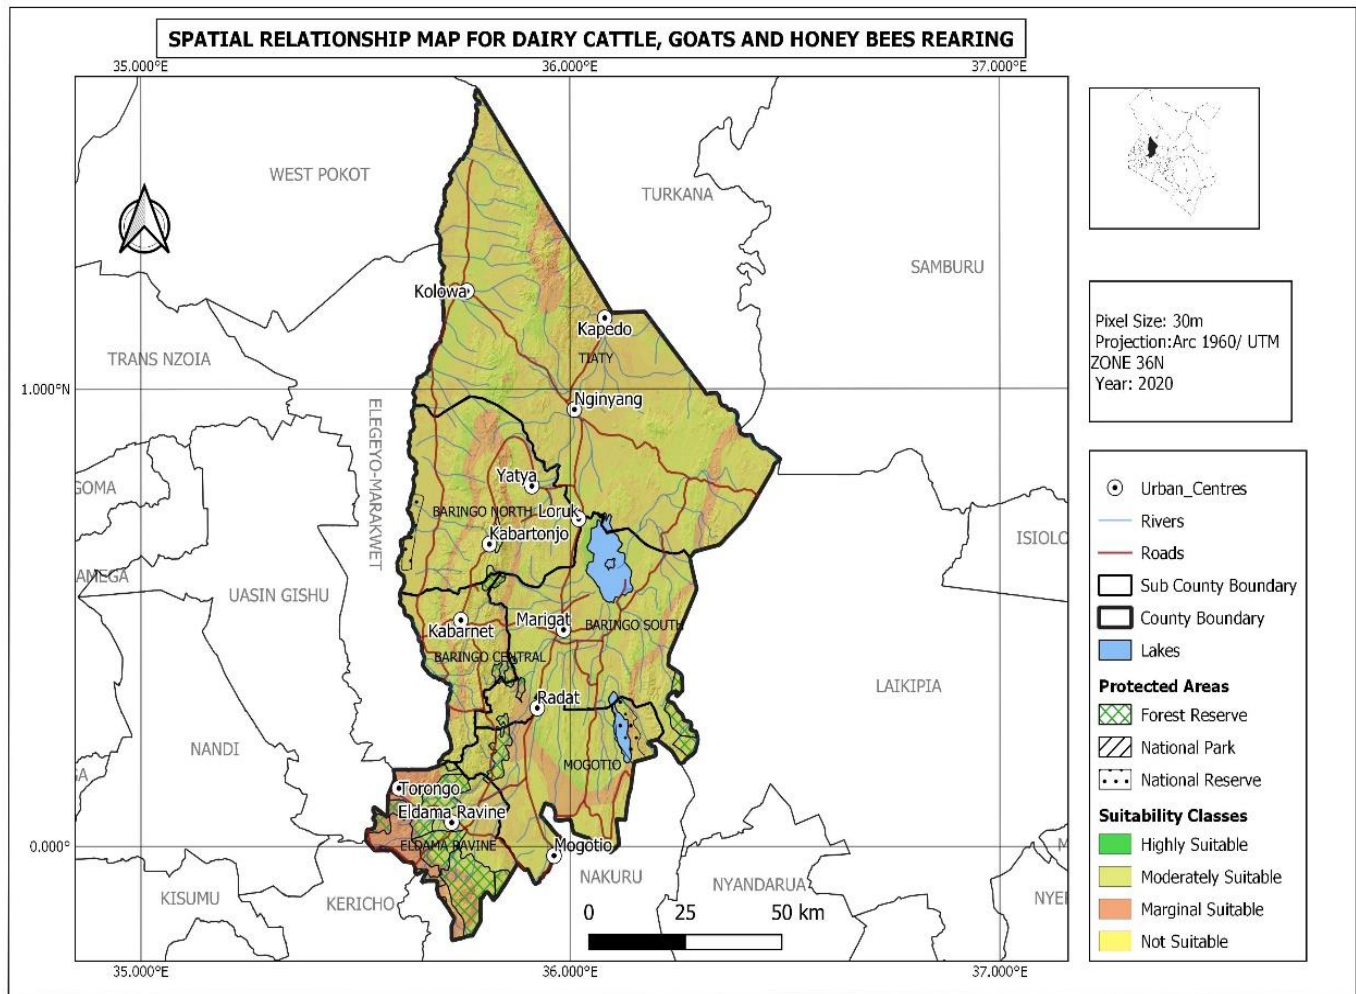 SPATIAL RELATIONSHIP MAP FOR DAIRY CATTLE, GOATS AND HONEY BEES REARING
35.000°E
36.000°E
37.000°E
WEST POKOT
TURKANA
SAMBURU
Kolowa
Kapedo
TIATY
TRANS NZOIA
1.000°N
Nginyang
ELEGEYO-MARAKWET
Yatya
GOMA
BARINGO NORTH
Loruk
Kabartonjo
ISIOLO
AMEGA
UASIN GISHU
Marigat
BARINGO SOUTH
Kabarnet
BARINGO CENTRAL
LAIKIPIA
Radat
NANDI
MOGOTIO
GA
Torongo
Eldama Ravine
0.000°
ELDAMA RAVINE
Mogotio
M
NAKURU
NYANDARUA
KISUMU
KERICHO
NYER
0
25
50 km
35.000°E
36.000°E
37.000°E
Pixel Size: 30m
Projection:Arc 1960/ UTM
ZONE 36N
Year: 2020
Urban_Centres
Rivers
Roads
Sub County Boundary
County Boundary
Lakes
Protected Areas
Forest Reserve
National Park
National Reserve
Suitability Classes
Highly Suitable
Moderately Suitable
Marginal Suitable
Not Suitable